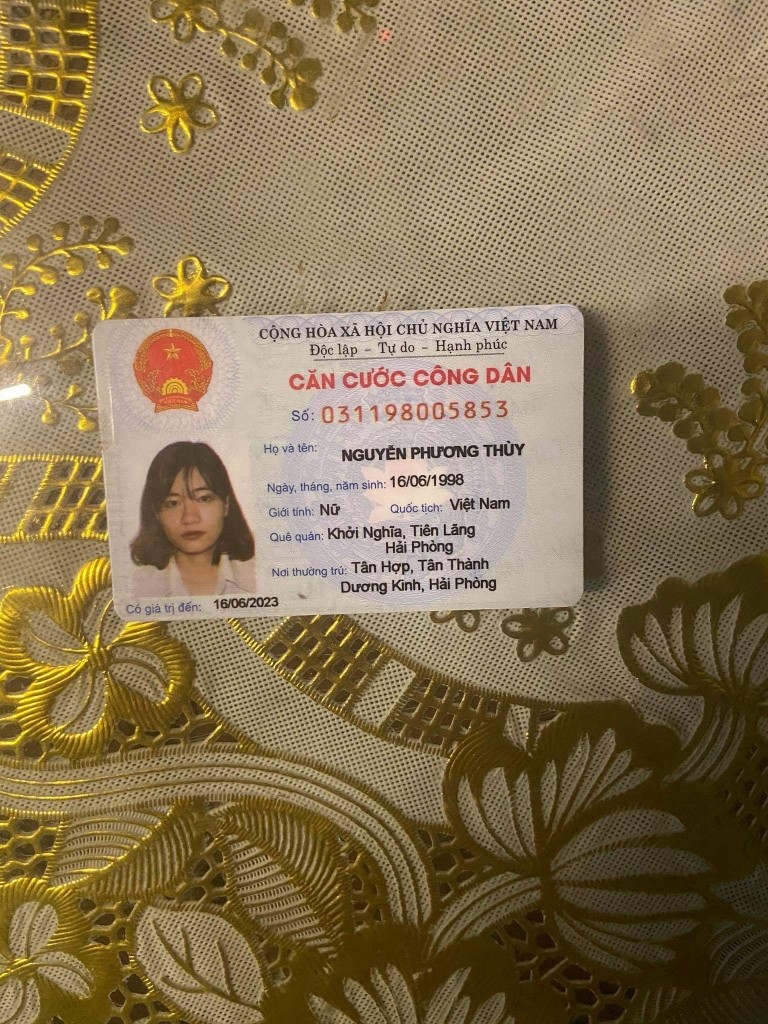 CỘNG HÒA XÃ HỘI CHỦ NGHĨA VIỆT NAM
Độc lập – Tự do – Hạnh phúc
CĂN CƯỚC CÔNG DÂN
Số: 031198005853
Họ và tên: NGUYỄN PHƯƠNG THÙY
Ngày, tháng, năm sinh: 16/06/1998
Giới tính: Nữ Quốc tịch: Việt Nam
Quê quán: Khởi Nghĩa, Tiên Lãng
Hải Phòng
Nơi thường trú: Tân Hợp, Tân Thành
Dương Kinh, Hải Phòng
Có giá trị đến: 16/06/2023